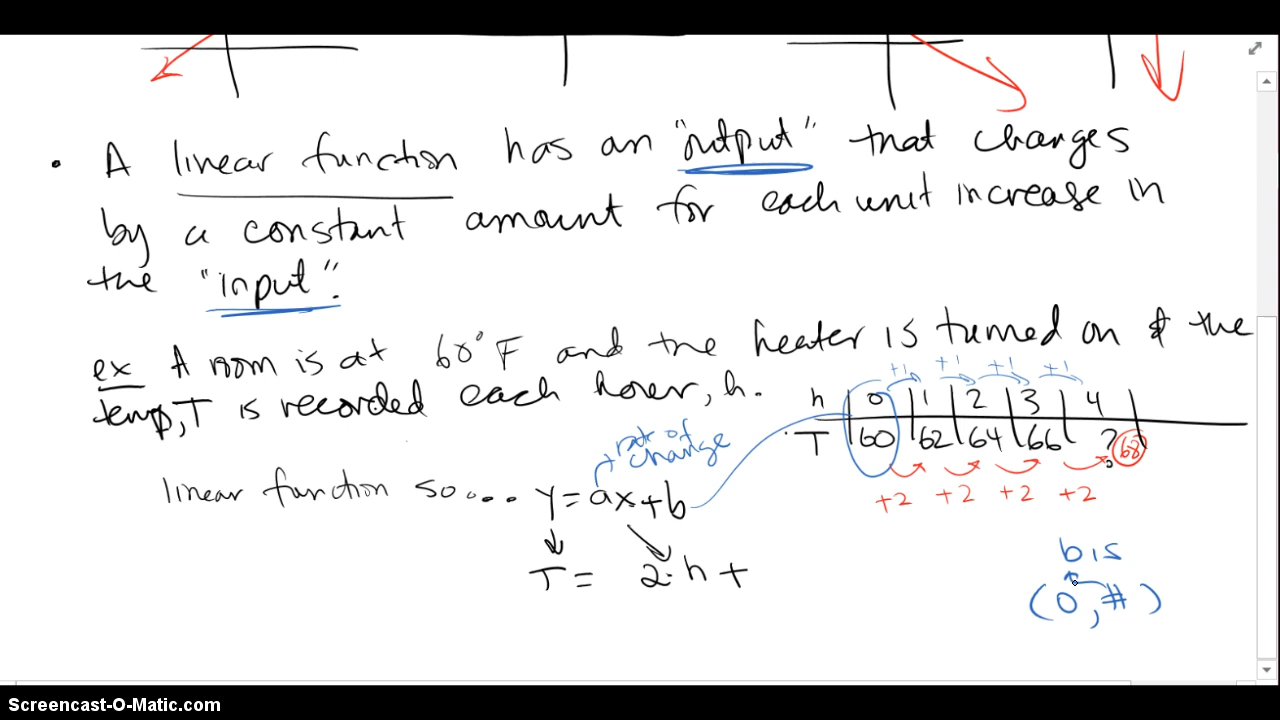 • A linear function has an "output" that changes
by a constant amount for each unit increase in
the "input".
ex A room is at 60° F and the heater is turned on & the
temp, T is recorded each hour, h.
+1 +1 +1 +1
h 0 1 2 3 4
T 60 62 64 66 ? 68
+2 +2 +2 +2
rate of
change
linear function so... y = ax + b
T = 2·h +
b is
(0, #)
Screencast-O-Matic.com